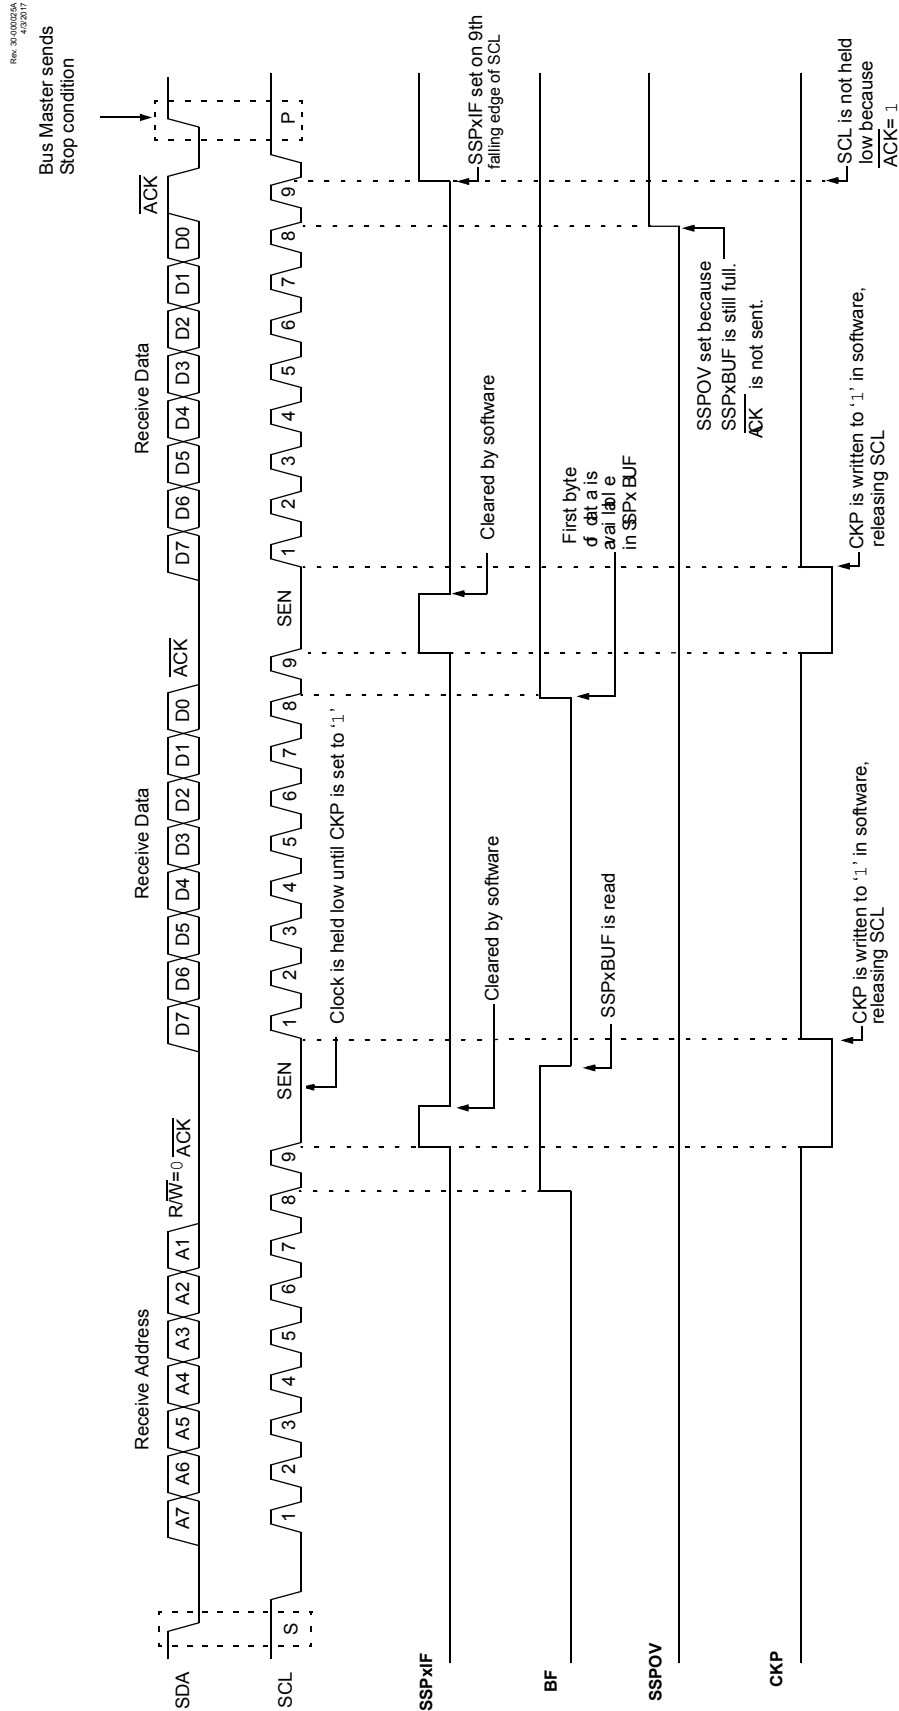 Rev. 30-000025A
4/3/2017
Bus Master sends
Stop condition
Receive Address
Receive Data
Receive Data
SDA
A7 A6 A5 A4 A3 A2 A1 R/W=0 ACK D7 D6 D5 D4 D3 D2 D1 D0 ACK D7 D6 D5 D4 D3 D2 D1 D0 ACK
SCL
S 1 2 3 4 5 6 7 8 9 SEN 1 2 3 4 5 6 7 8 9 SEN 1 2 3 4 5 6 7 8 9 P
Clock is held low until CKP is set to ‘1’
SSPxIF
Cleared by software
Cleared by software
SSPxIF set on 9th
falling edge of SCL
BF
SSPxBUF is read
First byte
of data is
available
in SSPxBUF
SSPOV
SSPOV set because
SSPxBUF is still full.
ACK is not sent.
CKP
CKP is written to ‘1’ in software,
releasing SCL
CKP is written to ‘1’ in software,
releasing SCL
SCL is not held
low because
ACK= 1